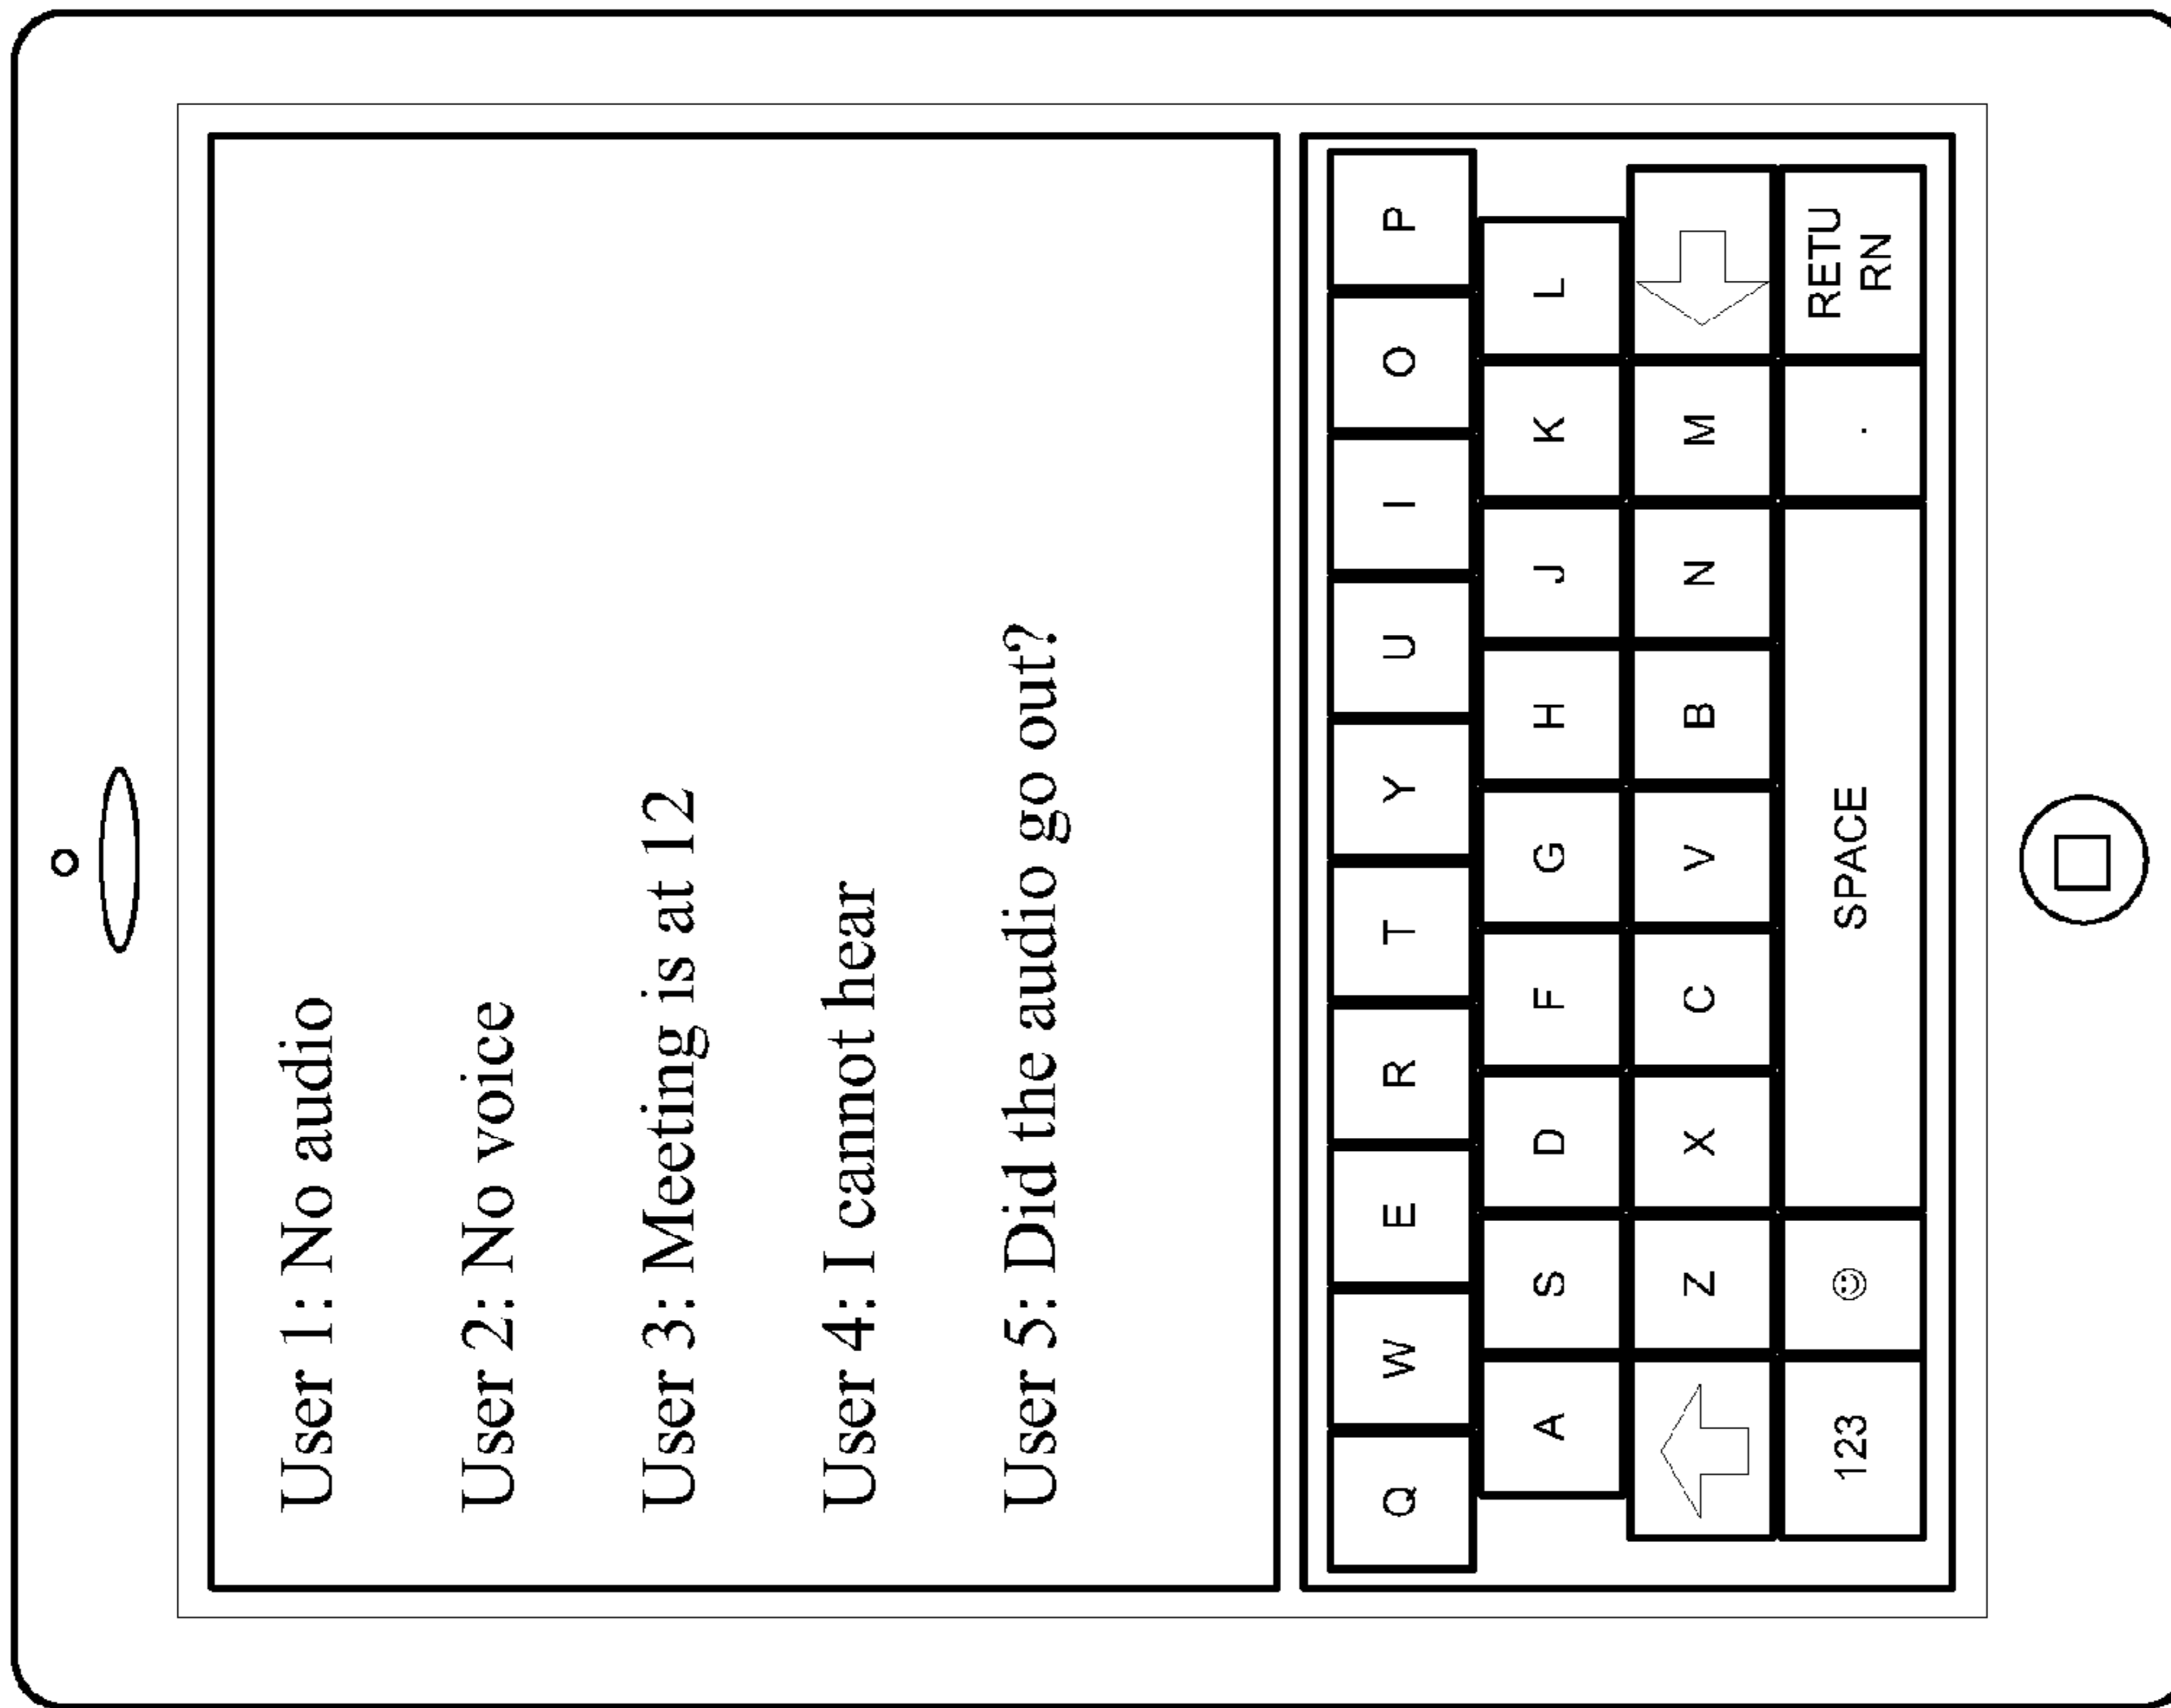 User 1: No audio
User 2: No voice
User 3: Meeting is at 12
User 4: I cannot hear
User 5: Did the audio go out?
Q W E R T Y U I O P
A S D F G H J K L
Z X C V B N M
123 ☺ SPACE . RETU
RN